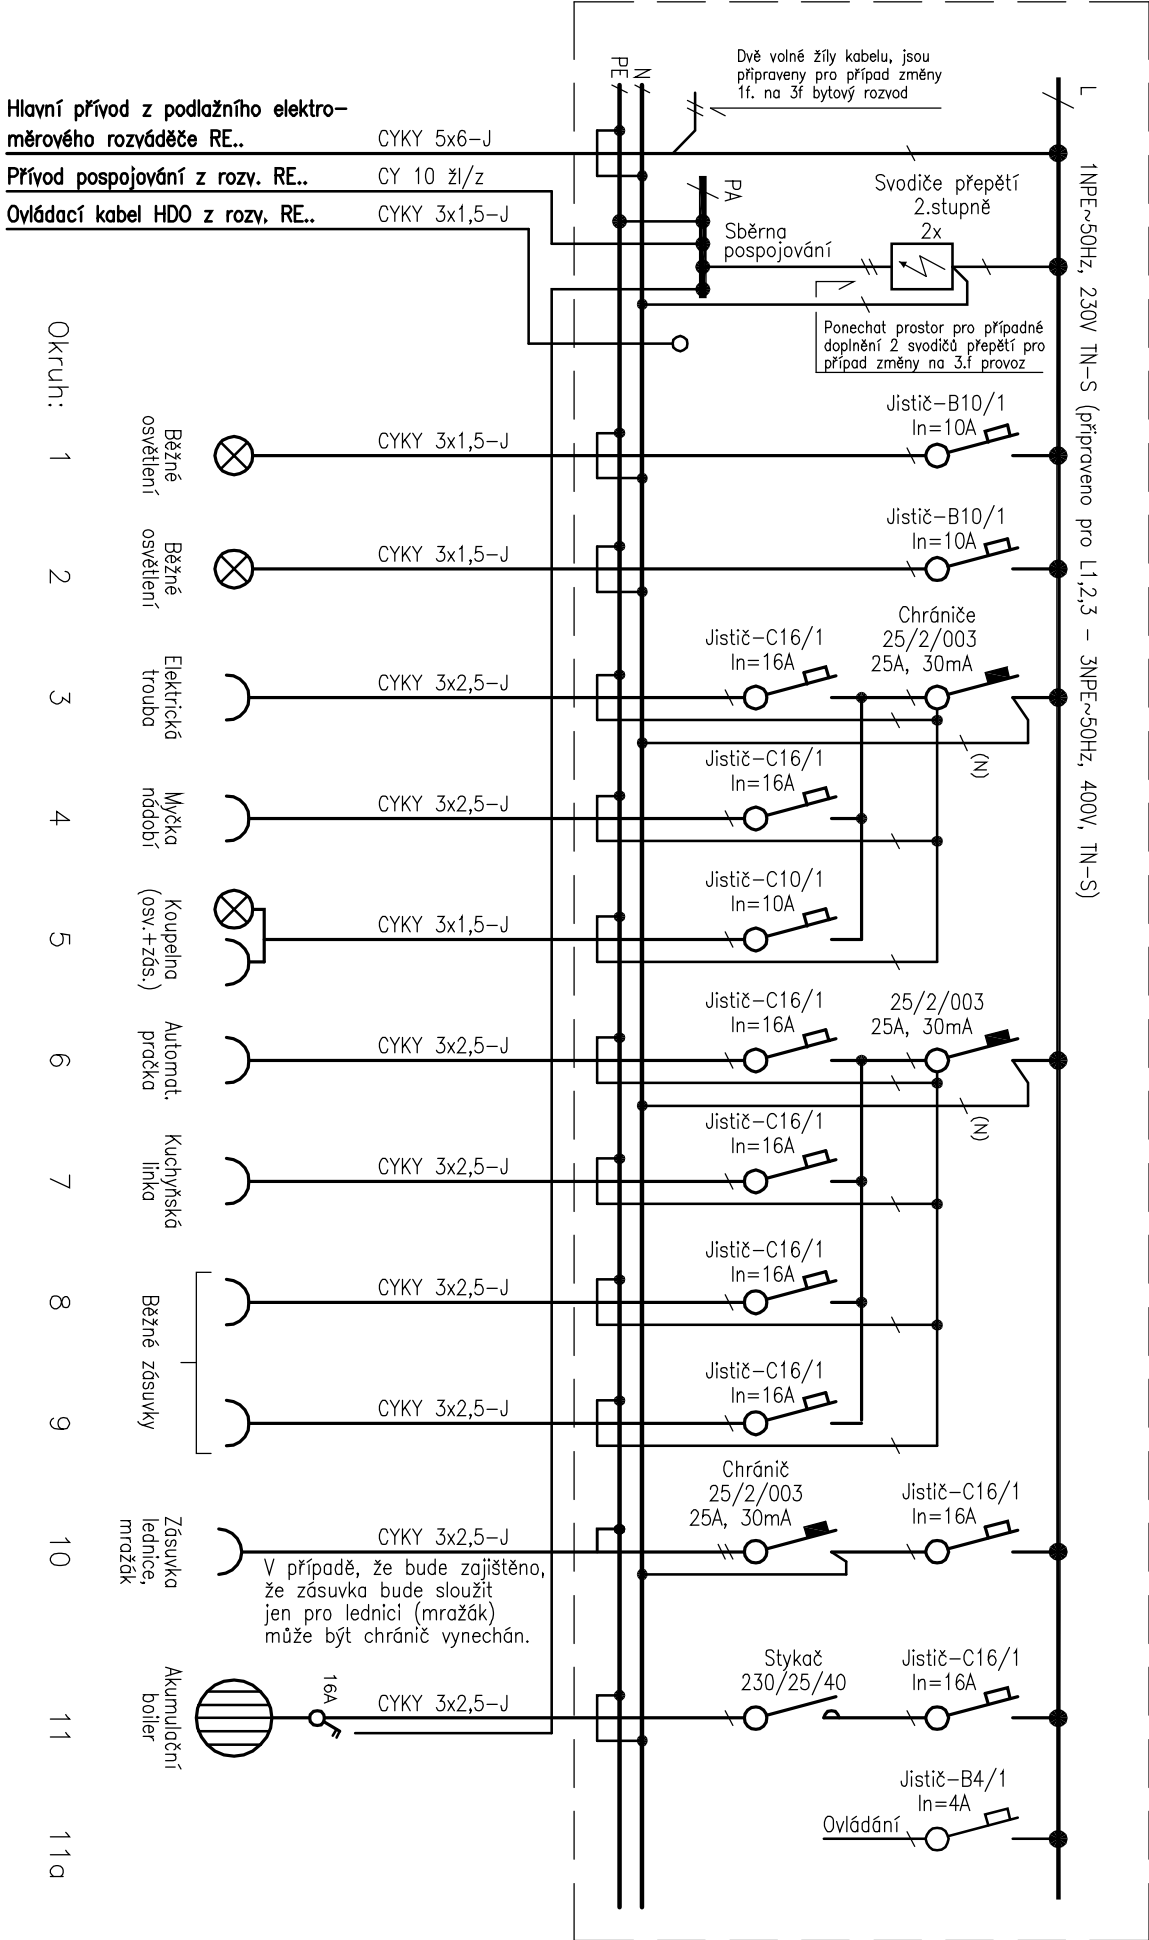 Dvě volné žíly kabelu, jsou
připraveny pro případ změny
1f. na 3f bytový rozvod
PE
N
L
1NPE~50Hz, 230V TN-S (připraveno pro L1,2,3 - 3NPE~50Hz, 400V, TN-S)
Hlavní přívod z podlažního elektro-
měrového rozváděče RE..
CYKY 5x6-J
Přívod pospojování z rozv. RE..
CY 10 žl/z
Ovládací kabel HDO z rozv. RE..
CYKY 3x1,5-J
PA
Sběrna
pospojování
Svodiče přepětí
2.stupně
2x
Ponechat prostor pro případné
doplnění 2 svodičů přepětí pro
případ změny na 3.f provoz
Okruh:
1
Běžné
osvětlení
CYKY 3x1,5-J
Jistič-B10/1
In=10A
2
Běžné
osvětlení
CYKY 3x1,5-J
Jistič-B10/1
In=10A
3
Elektrická
trouba
CYKY 3x2,5-J
Jistič-C16/1
In=16A
Chrániče
25/2/003
25A, 30mA
(N)
4
Myčka
nádobí
CYKY 3x2,5-J
Jistič-C16/1
In=16A
5
Koupelna
(osv.+zás.)
CYKY 3x1,5-J
Jistič-C10/1
In=10A
6
Automat.
pračka
CYKY 3x2,5-J
Jistič-C16/1
In=16A
25/2/003
25A, 30mA
(N)
7
Kuchyňská
linka
CYKY 3x2,5-J
Jistič-C16/1
In=16A
8
Běžné zásuvky
CYKY 3x2,5-J
Jistič-C16/1
In=16A
9
CYKY 3x2,5-J
Jistič-C16/1
In=16A
10
Zásuvka
lednice,
mražák
CYKY 3x2,5-J
V případě, že bude zajištěno,
že zásuvka bude sloužit
jen pro lednici (mražák)
může být chránič vynechán.
Chránič
25/2/003
25A, 30mA
Jistič-C16/1
In=16A
11
Akumulační
boiler
16A
CYKY 3x2,5-J
Stykač
230/25/40
Jistič-C16/1
In=16A
11a
Ovládání
Jistič-B4/1
In=4A